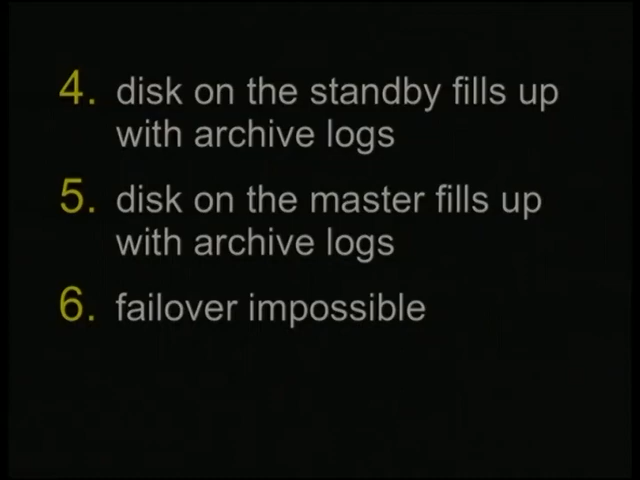 4. disk on the standby fills up
with archive logs
5. disk on the master fills up
with archive logs
6. failover impossible